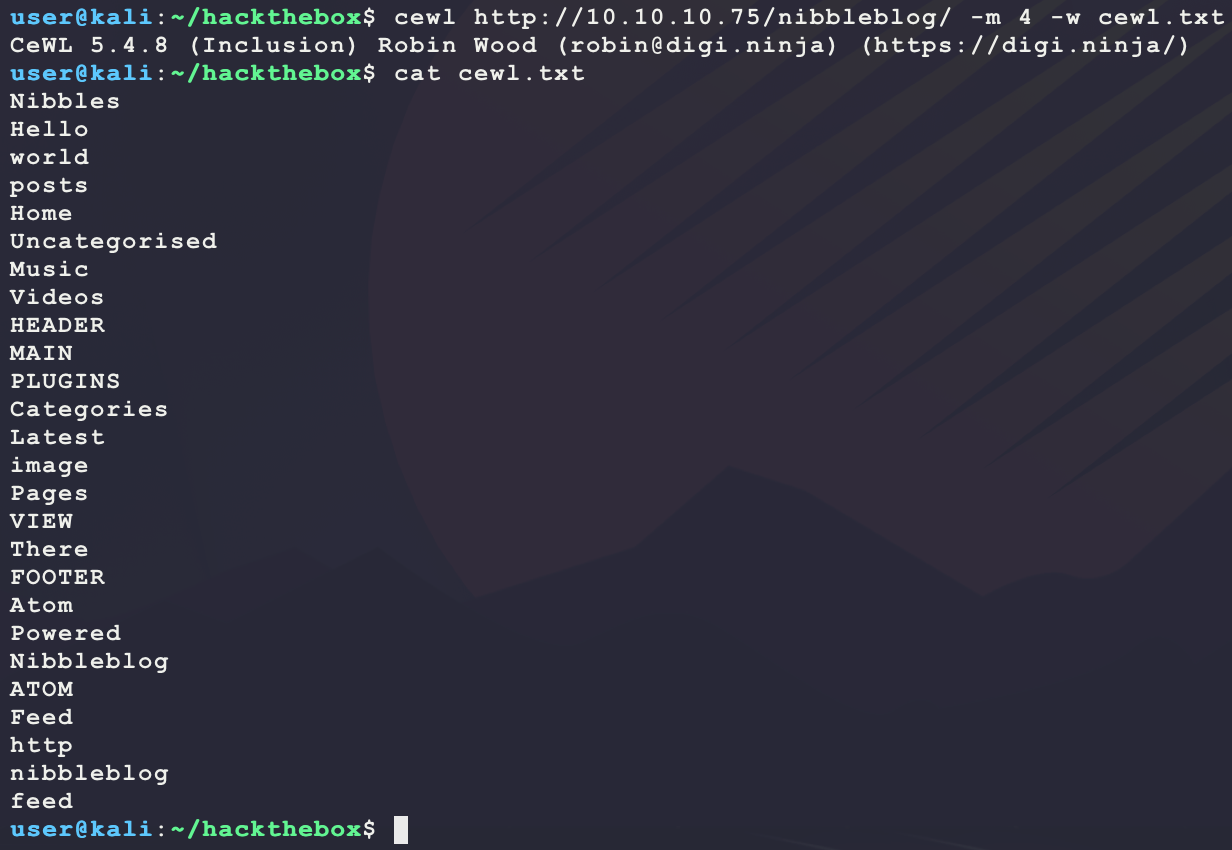 user@kali:~/hackthebox$ cewl http://10.10.10.75/nibbleblog/ -m 4 -w cewl.txt
CeWL 5.4.8 (Inclusion) Robin Wood (robin@digi.ninja) (https://digi.ninja/)
user@kali:~/hackthebox$ cat cewl.txt
Nibbles
Hello
world
posts
Home
Uncategorised
Music
Videos
HEADER
MAIN
PLUGINS
Categories
Latest
image
Pages
VIEW
There
FOOTER
Atom
Powered
Nibbleblog
ATOM
Feed
http
nibbleblog
feed
user@kali:~/hackthebox$